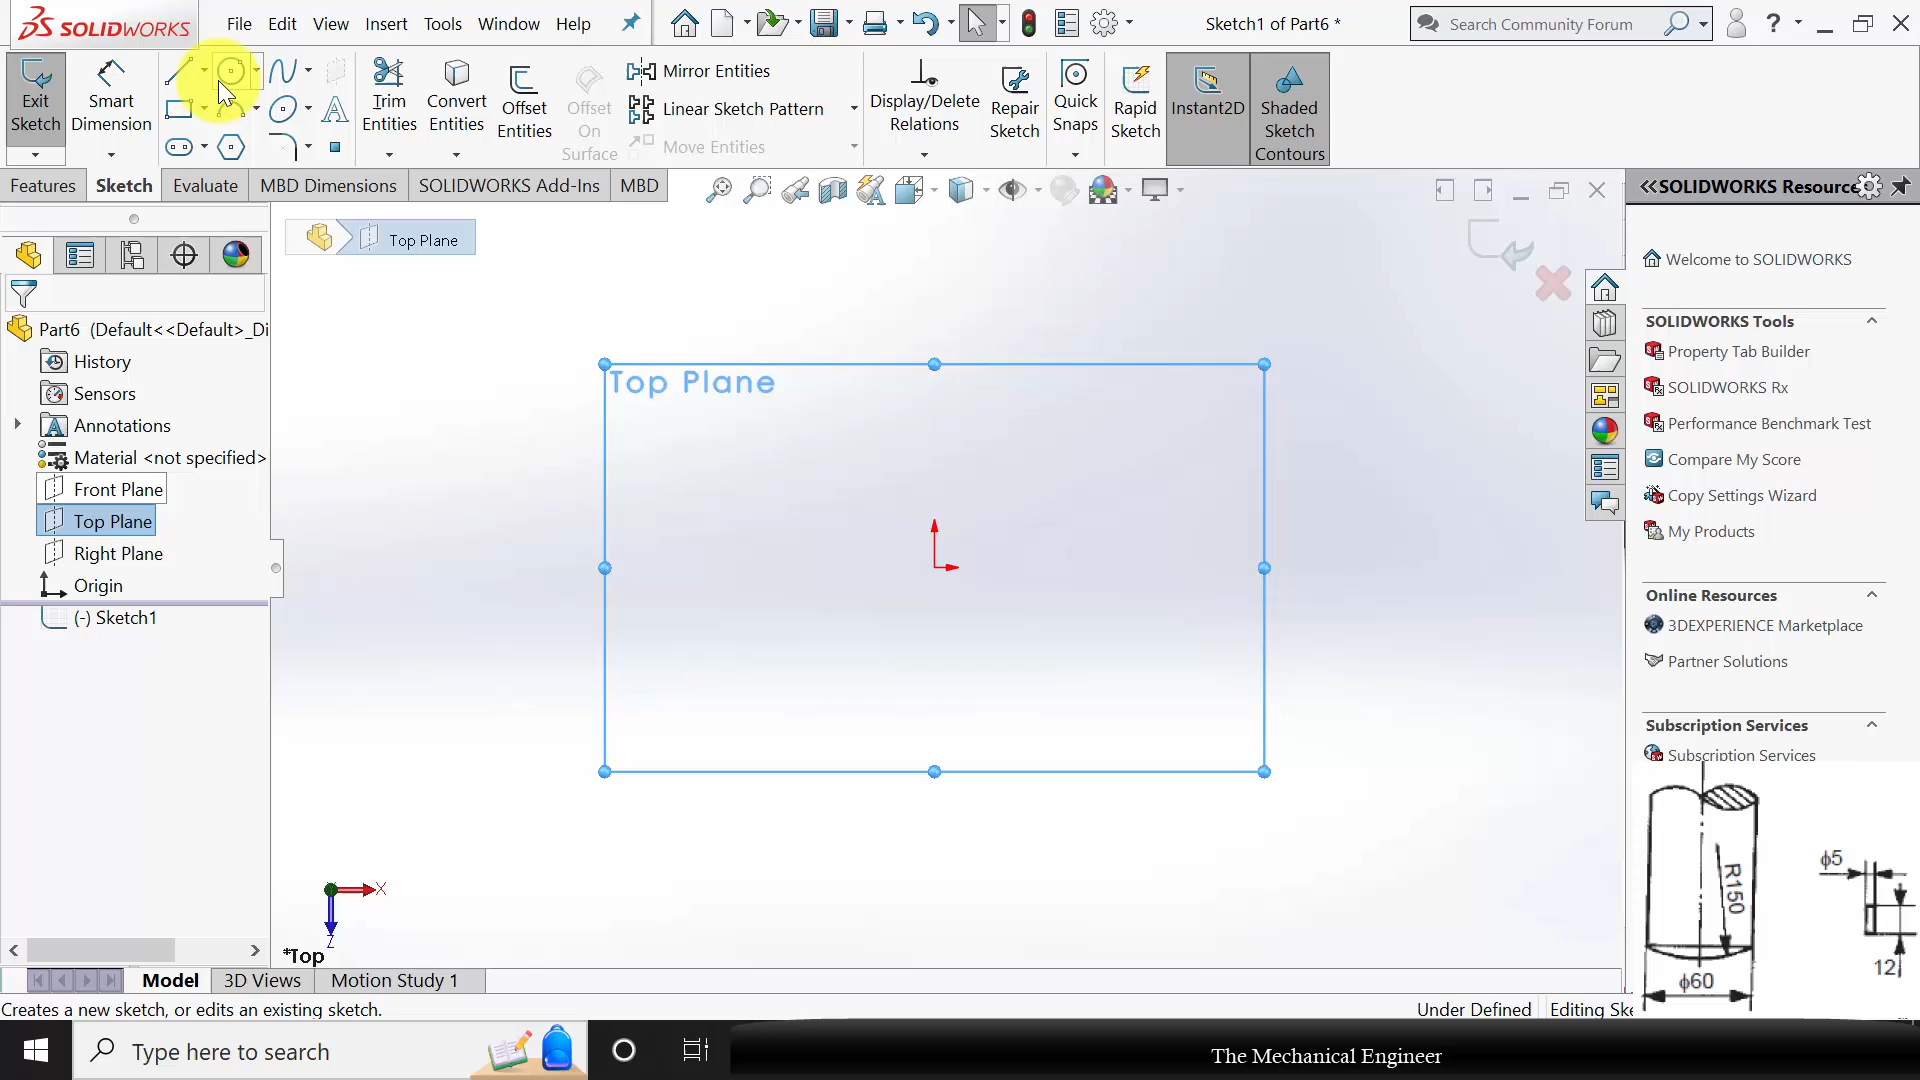 SOLIDWORKS
File Edit View Insert Tools Window Help
Sketch1 of Part6 *
Search Community Forum
Exit Sketch
Smart Dimension
Trim Entities
Convert Entities
Offset Entities
Offset On Surface
Mirror Entities
Linear Sketch Pattern
Move Entities
Display/Delete Relations
Repair Sketch
Quick Snaps
Rapid Sketch
Instant2D
Shaded Sketch Contours
Features Sketch Evaluate MBD Dimensions SOLIDWORKS Add-Ins MBD
SOLIDWORKS Resource
Top Plane
Part6 (Default<<Default>_Di
History
Sensors
Annotations
Material <not specified>
Front Plane
Top Plane
Right Plane
Origin
(-) Sketch1
Top Plane
X
Z
*Top
Welcome to SOLIDWORKS
SOLIDWORKS Tools
Property Tab Builder
SOLIDWORKS Rx
Performance Benchmark Test
Compare My Score
Copy Settings Wizard
My Products
Online Resources
3DEXPERIENCE Marketplace
Partner Solutions
Subscription Services
Subscription Services
R150
ϕ60
ϕ5
12
Model 3D Views Motion Study 1
Creates a new sketch, or edits an existing sketch.
Under Defined Editing Ske
Type here to search
The Mechanical Engineer